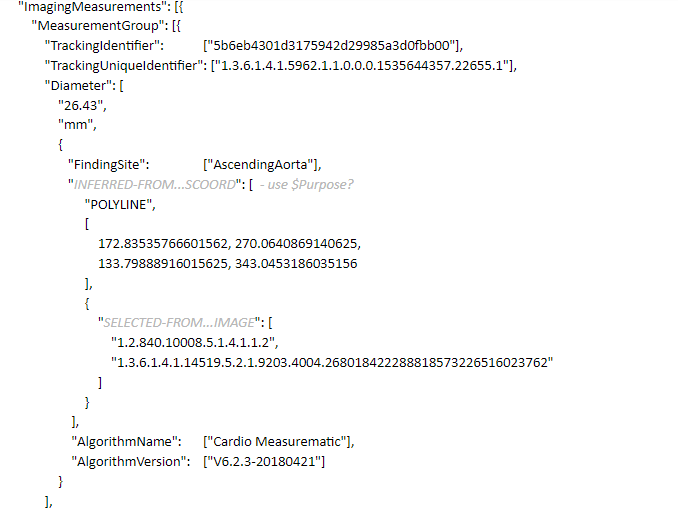 "ImagingMeasurements": [{
"MeasurementGroup": [{
"TrackingIdentifier": ["5b6eb4301d3175942d29985a3d0fbb00"],
"TrackingUniqueIdentifier": ["1.3.6.1.4.1.5962.1.1.0.0.0.1535644357.22655.1"],
"Diameter": [
"26.43",
"mm",
{
"FindingSite": ["AscendingAorta"],
"INFERRED-FROM...SCOORD": [ - use $Purpose?
"POLYLINE",
[
172.83535766601562, 270.0640869140625,
133.79888916015625, 343.0453186035156
],
{
"SELECTED-FROM...IMAGE": [
"1.2.840.10008.5.1.4.1.1.2",
"1.3.6.1.4.1.14519.5.2.1.9203.4004.268018422288818573226516023762"
]
}
],
"AlgorithmName": ["Cardio Measurematic"],
"AlgorithmVersion": ["V6.2.3-20180421"]
}
],